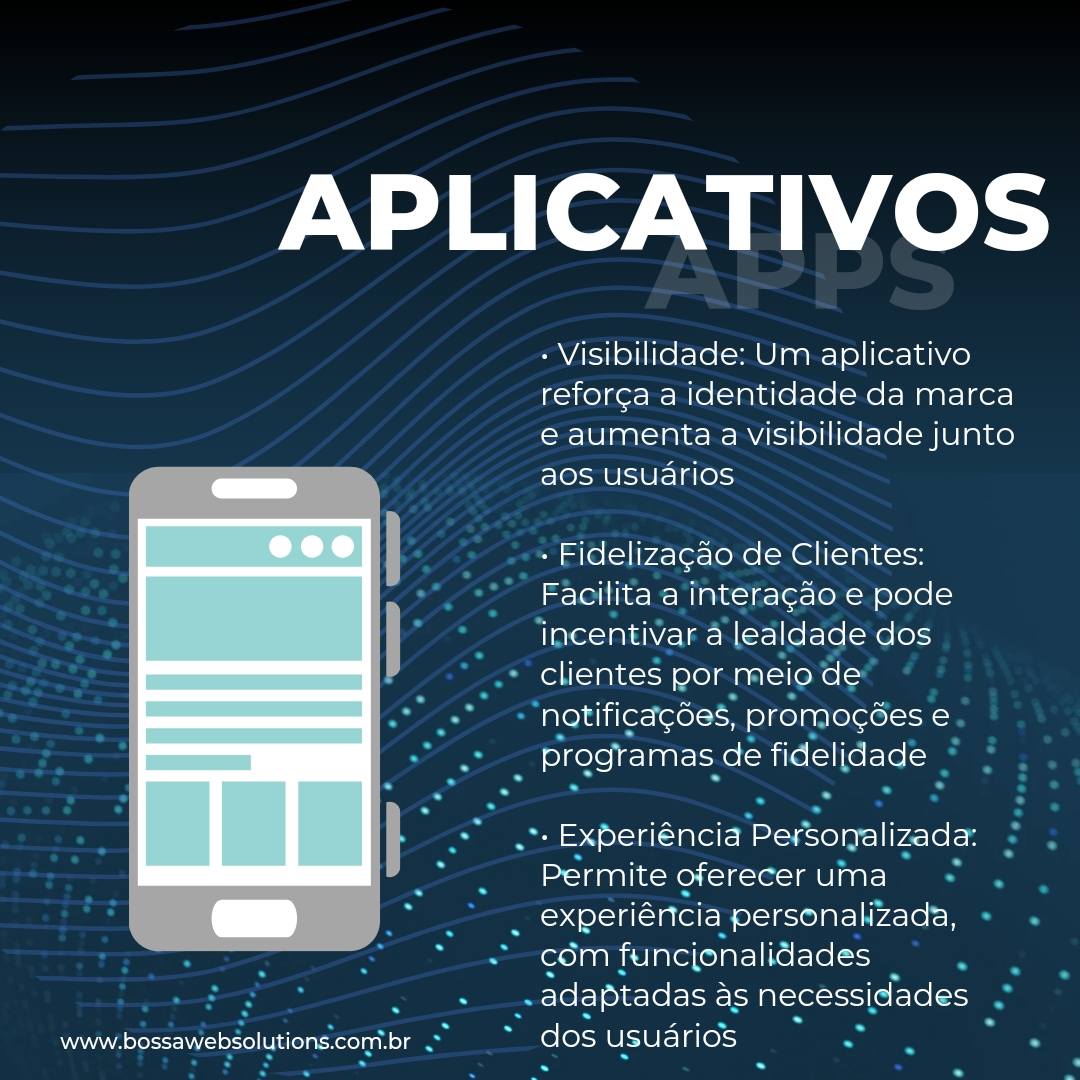 APLICATIVOS
APPS
• Visibilidade: Um aplicativo
reforça a identidade da marca
e aumenta a visibilidade junto
aos usuários
• Fidelização de Clientes:
Facilita a interação e pode
incentivar a lealdade dos
clientes por meio de
notificações, promoções e
programas de fidelidade
• Experiência Personalizada:
Permite oferecer uma
experiência personalizada,
com funcionalidades
adaptadas às necessidades
dos usuários
www.bossawebsolutions.com.br